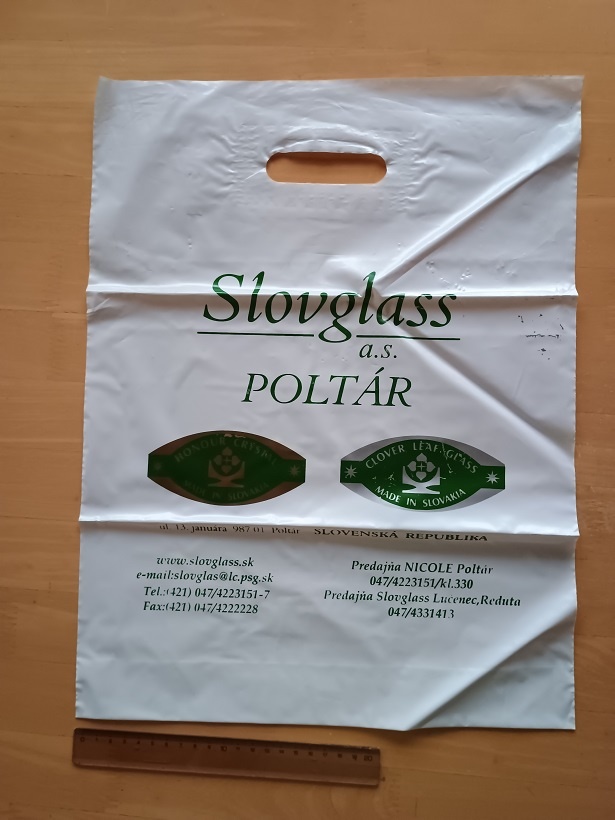 Slovglass
a.s.
POLTÁR
HONOUR CRYSTAL
MADE IN SLOVAKIA
CLOVER LEAF GLASS
MADE IN SLOVAKIA
ul 13. januára 987 01 Poltár SLOVENSKÁ REPUBLIKA
www.slovglass.sk
e-mail:slovglas@lc.psg.sk
Tel.:(421) 047/4223151-7
Fax:(421) 047/4222228
Predajňa NICOLE Poltár
047/4223151/kl.330
Predajňa Slovglass Lucenec,Reduta
047/4331413